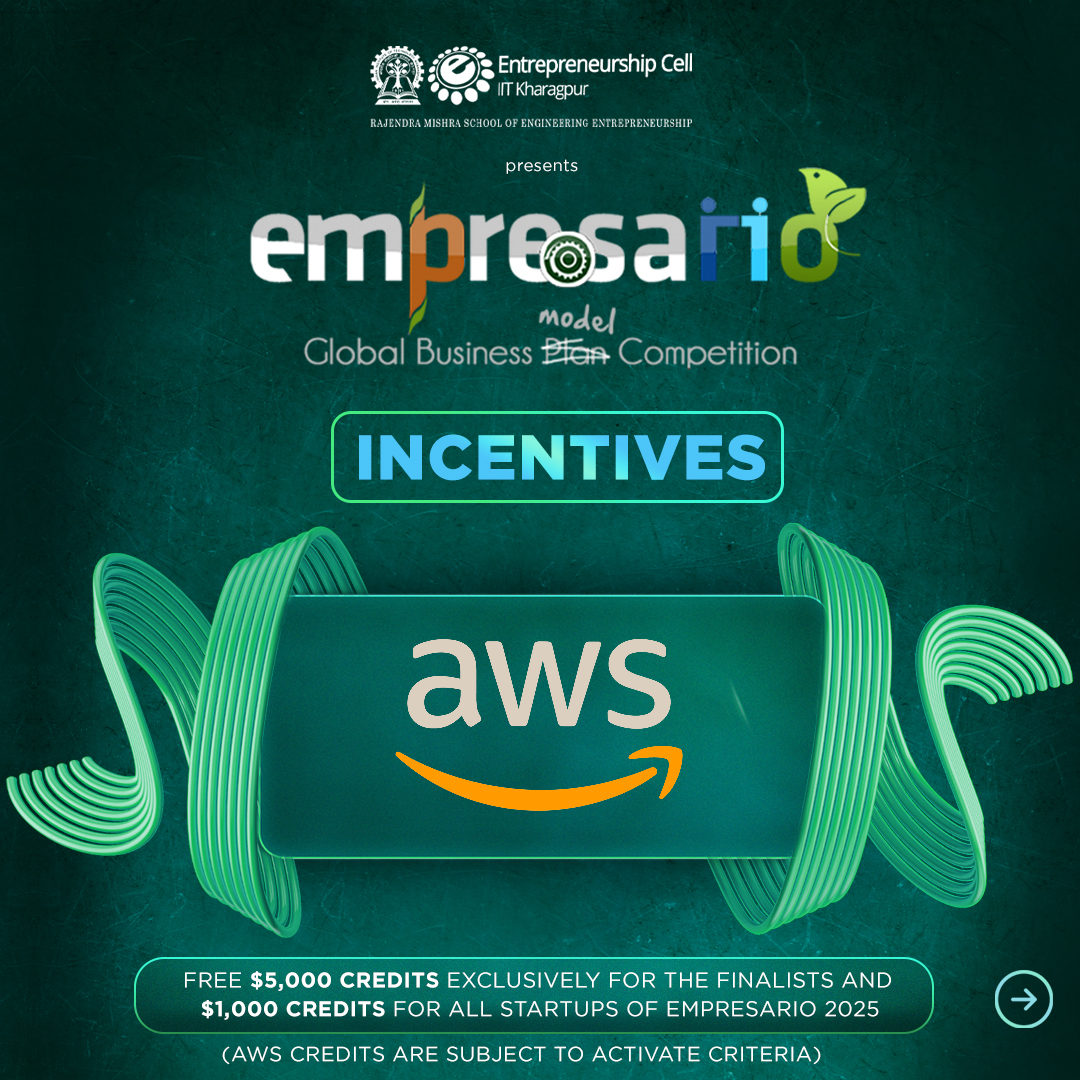 Entrepreneurship Cell
IIT Kharagpur
RAJENDRA MISHRA SCHOOL OF ENGINEERING ENTREPRENEURSHIP
presents
empresario
model
Global Business Plan Competition
INCENTIVES
aws
FREE $5,000 CREDITS EXCLUSIVELY FOR THE FINALISTS AND
$1,000 CREDITS FOR ALL STARTUPS OF EMPRESARIO 2025
(AWS CREDITS ARE SUBJECT TO ACTIVATE CRITERIA)